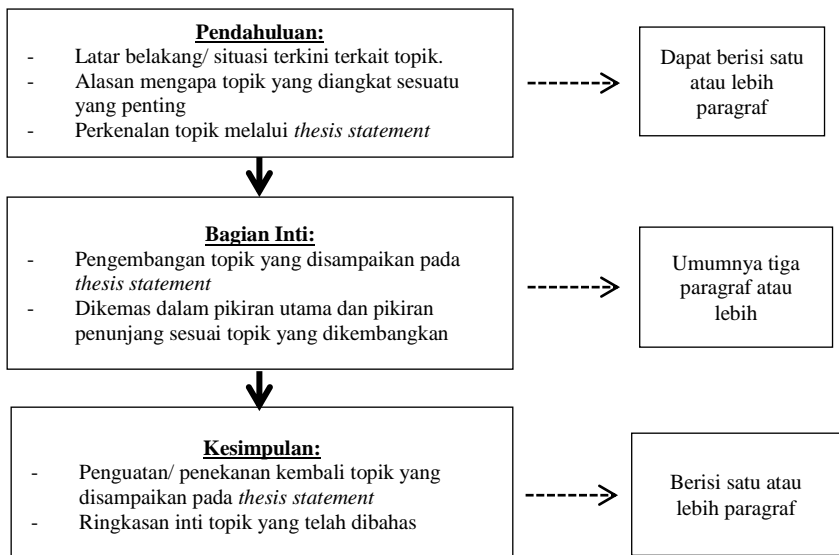 Pendahuluan:
- Latar belakang/ situasi terkini terkait topik.
- Alasan mengapa topik yang diangkat sesuatu
yang penting
- Perkenalan topik melalui thesis statement
Dapat berisi satu
atau lebih
paragraf
Bagian Inti:
- Pengembangan topik yang disampaikan pada
thesis statement
- Dikemas dalam pikiran utama dan pikiran
penunjang sesuai topik yang dikembangkan
Umumnya tiga
paragraf atau
lebih
Kesimpulan:
- Penguatan/ penekanan kembali topik yang
disampaikan pada thesis statement
- Ringkasan inti topik yang telah dibahas
Berisi satu atau
lebih paragraf